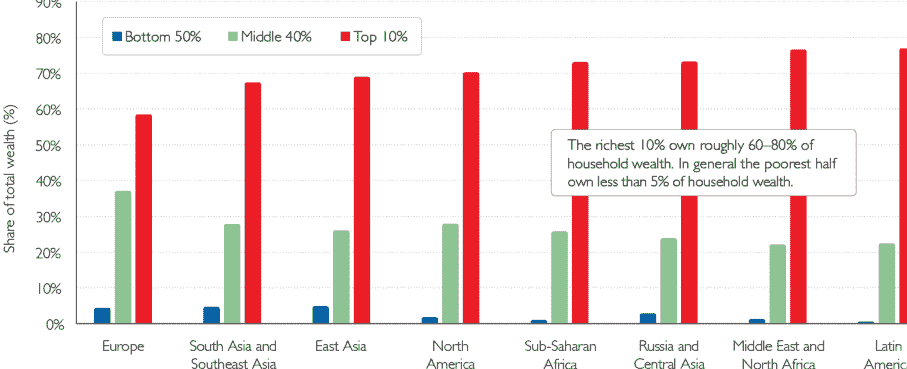 90%
Bottom 50% Middle 40% Top 10%
80%
70%
60%
50%
40%
30%
20%
10%
0%
Share of total wealth (%)
The richest 10% own roughly 60–80% of
household wealth. In general the poorest half
own less than 5% of household wealth.
Europe
South Asia and
Southeast Asia
East Asia
North
America
Sub-Saharan
Africa
Russia and
Central Asia
Middle East and
North Africa
Latin